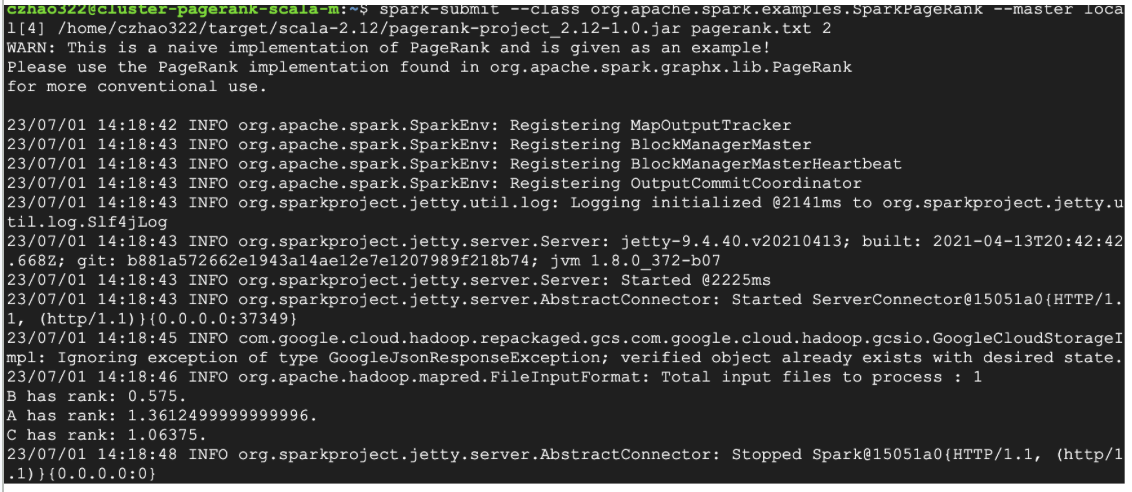 czhao322@cluster-pagerank-scala-m:~$ spark-submit --class org.apache.spark.examples.SparkPageRank --master loca
l[4] /home/czhao322/target/scala-2.12/pagerank-project_2.12-1.0.jar pagerank.txt 2
WARN: This is a naive implementation of PageRank and is given as an example!
Please use the PageRank implementation found in org.apache.spark.graphx.lib.PageRank
for more conventional use.
23/07/01 14:18:42 INFO org.apache.spark.SparkEnv: Registering MapOutputTracker
23/07/01 14:18:43 INFO org.apache.spark.SparkEnv: Registering BlockManagerMaster
23/07/01 14:18:43 INFO org.apache.spark.SparkEnv: Registering BlockManagerMasterHeartbeat
23/07/01 14:18:43 INFO org.apache.spark.SparkEnv: Registering OutputCommitCoordinator
23/07/01 14:18:43 INFO org.sparkproject.jetty.util.log: Logging initialized @2141ms to org.sparkproject.jetty.u
til.log.Slf4jLog
23/07/01 14:18:43 INFO org.sparkproject.jetty.server.Server: jetty-9.4.40.v20210413; built: 2021-04-13T20:42:42
.668Z; git: b881a572662e1943a14ae12e7e1207989f218b74; jvm 1.8.0_372-b07
23/07/01 14:18:43 INFO org.sparkproject.jetty.server.Server: Started @2225ms
23/07/01 14:18:43 INFO org.sparkproject.jetty.server.AbstractConnector: Started ServerConnector@15051a0{HTTP/1.
1, (http/1.1)}{0.0.0.0:37349}
23/07/01 14:18:45 INFO com.google.cloud.hadoop.repackaged.gcs.com.google.cloud.hadoop.gcsio.GoogleCloudStorageI
mpl: Ignoring exception of type GoogleJsonResponseException; verified object already exists with desired state.
23/07/01 14:18:46 INFO org.apache.hadoop.mapred.FileInputFormat: Total input files to process : 1
B has rank: 0.575.
A has rank: 1.3612499999999996.
C has rank: 1.06375.
23/07/01 14:18:48 INFO org.sparkproject.jetty.server.AbstractConnector: Stopped Spark@15051a0{HTTP/1.1, (http/1
.1)}{0.0.0.0:0}